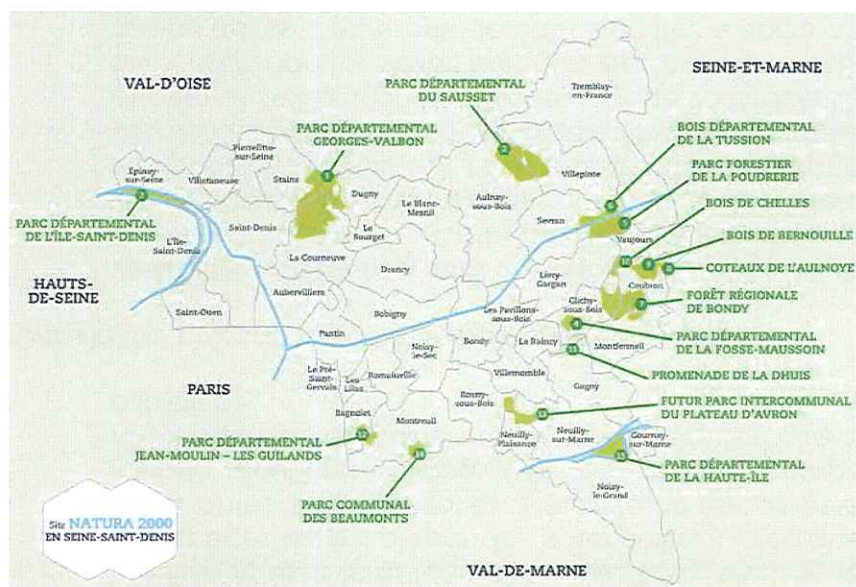 VAL-D'OISE
SEINE-ET-MARNE
PARC DÉPARTEMENTAL
DU SAUSSET
Tremblay-
en-France
PARC DÉPARTEMENTAL
GEORGES-VALBON
BOIS DÉPARTEMENTAL
DE LA TUSSION
PARC FORESTIER
DE LA POUDRERIE
BOIS DE CHELLES
BOIS DE BERNOUILLE
COTEAUX DE L'AULNOYE
FORÊT RÉGIONALE
DE BONDY
PARC DÉPARTEMENTAL
DE LA FOSSE-MAUSSOIN
PROMENADE DE LA DHUIS
FUTUR PARC INTERCOMMUNAL
DU PLATEAU D'AVRON
PARC DÉPARTEMENTAL
DE LA HAUTE-ÎLE
PARC DÉPARTEMENTAL
DE L'ÎLE-SAINT-DENIS
HAUTS-
DE-SEINE
PARIS
PARC DÉPARTEMENTAL
JEAN-MOULIN – LES GUILANDS
PARC COMMUNAL
DES BEAUMONTS
VAL-DE-MARNE
Pierrefitte-
sur-Seine
Epinay-
sur-Seine
Villetaneuse
Stains
Dugny
Le Blanc-
Mesnil
Aulnay-
sous-Bois
Villepinte
Sevran
Vaujours
Saint-Denis
Le
Bourget
L'Île-
Saint-Denis
La Courneuve
Drancy
Livry-
Gargan
Coubron
Clichy-
sous-Bois
Aubervilliers
Saint-Ouen
Bobigny
Les Pavillons-
sous-Bois
Pantin
Noisy-
le-Sec
Bondy
Le Raincy
Montfermeil
Le Pré-
Saint-
Gervais
Les
Lilas
Romainville
Villemomble
Gagny
Rosny-
sous-Bois
Bagnolet
Montreuil
Neuilly-
Plaisance
Neuilly-
sur-Marne
Gournay-
sur-Marne
Noisy-
le-Grand
Site NATURA 2000
EN SEINE-SAINT-DENIS